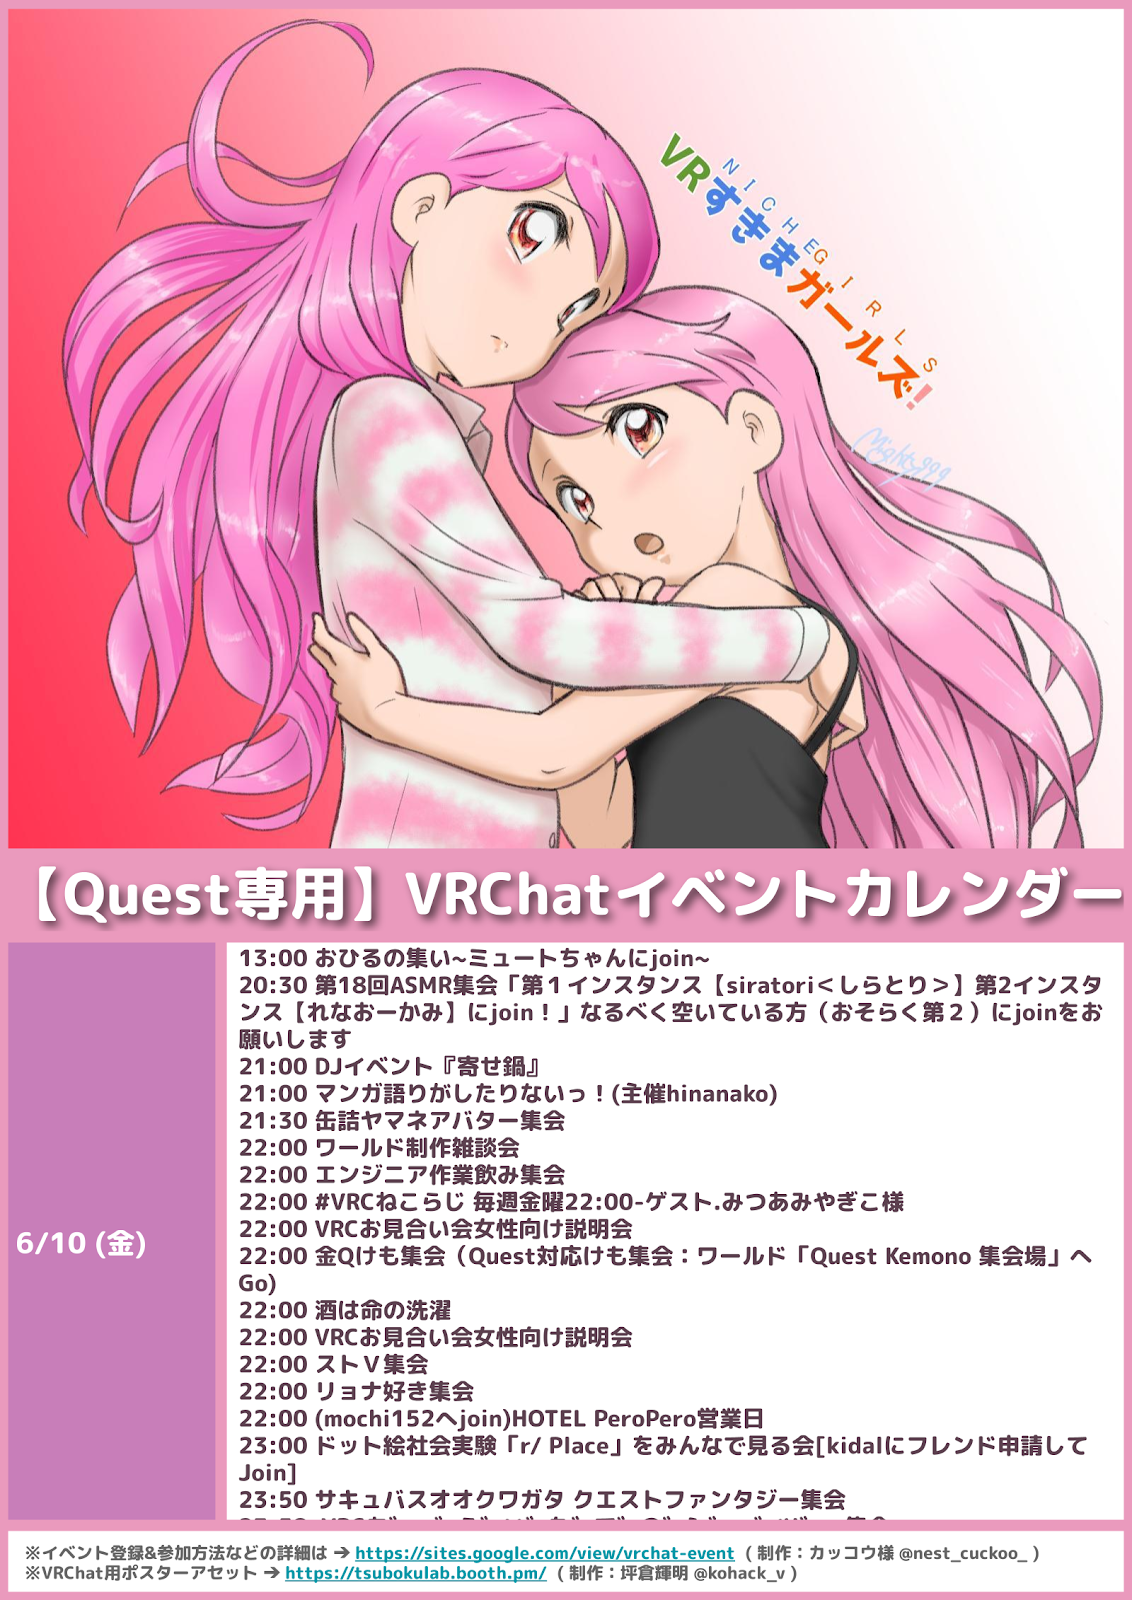 NICHE GIRLS
VRすきまガールズ!
Mighty999
【Quest専用】VRChatイベントカレンダー
6/10 (金)
13:00 おひるの集い~ミュートちゃんにjoin~
20:30 第18回ASMR集会「第１インスタンス【siratori＜しらとり＞】第2インスタ
ンス【れなおーかみ】にjoin！」なるべく空いている方（おそらく第２）にjoinをお
願いします
21:00 DJイベント『寄せ鍋』
21:00 マンガ語りがしたりないっ！(主催hinanako)
21:30 缶詰ヤマネアバター集会
22:00 ワールド制作雑談会
22:00 エンジニア作業飲み集会
22:00 #VRCねこらじ 毎週金曜22:00-ゲスト.みつあみやぎこ様
22:00 VRCお見合い会女性向け説明会
22:00 金Qけも集会（Quest対応けも集会：ワールド「Quest Kemono 集会場」へ
Go)
22:00 酒は命の洗濯
22:00 VRCお見合い会女性向け説明会
22:00 ストＶ集会
22:00 リョナ好き集会
22:00 (mochi152へjoin)HOTEL PeroPero営業日
23:00 ドット絵社会実験「r/ Place」をみんなで見る会[kidalにフレンド申請して
Join]
23:50 サキュバスオオクワガタ クエストファンタジー集会
※イベント登録&参加方法などの詳細は ➔ https://sites.google.com/view/vrchat-event ( 制作：カッコウ様 @nest_cuckoo_ )
※VRChat用ポスターアセット ➔ https://tsubokulab.booth.pm/ ( 制作：坪倉輝明 @kohack_v )